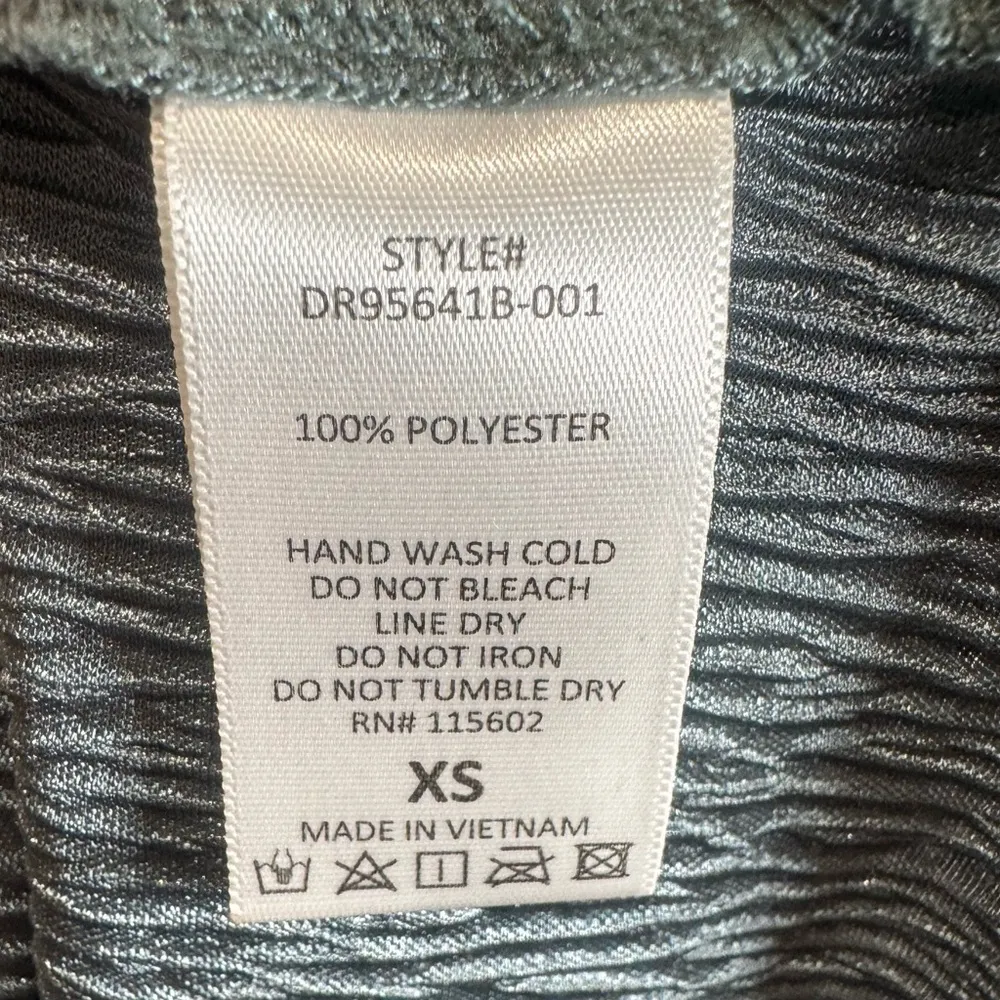 STYLE#
DR95641B-001
100% POLYESTER
HAND WASH COLD
DO NOT BLEACH
LINE DRY
DO NOT IRON
DO NOT TUMBLE DRY
RN# 115602
XS
MADE IN VIETNAM